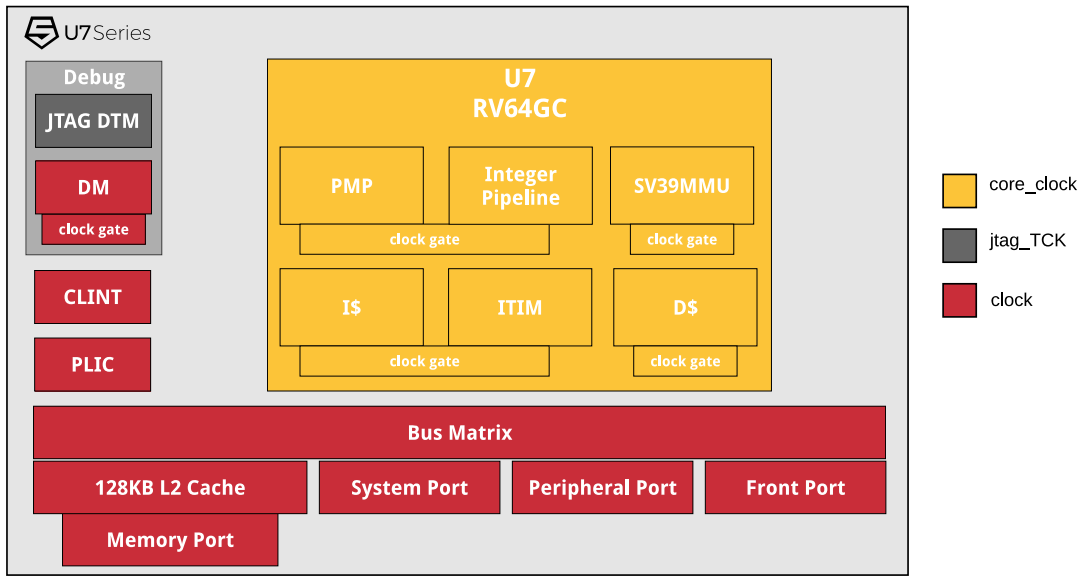 U7Series
Debug
JTAG DTM
DM
clock gate
CLINT
PLIC
U7
RV64GC
PMP
Integer
Pipeline
SV39MMU
clock gate
clock gate
I$
ITIM
D$
clock gate
clock gate
Bus Matrix
128KB L2 Cache
System Port
Peripheral Port
Front Port
Memory Port
core_clock
jtag_TCK
clock